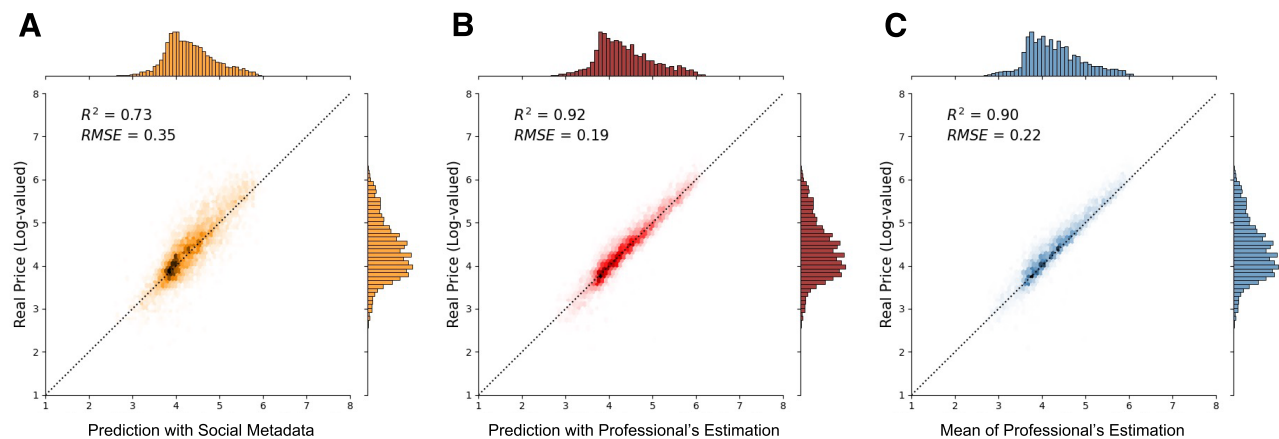 A
R² = 0.73
RMSE = 0.35
Real Price (Log-valued)
8
7
6
5
4
3
2
1
1 2 3 4 5 6 7 8
Prediction with Social Metadata
B
R² = 0.92
RMSE = 0.19
Real Price (Log-valued)
8
7
6
5
4
3
2
1
1 2 3 4 5 6 7 8
Prediction with Professional's Estimation
C
R² = 0.90
RMSE = 0.22
Real Price (Log-valued)
8
7
6
5
4
3
2
1
1 2 3 4 5 6 7 8
Mean of Professional's Estimation